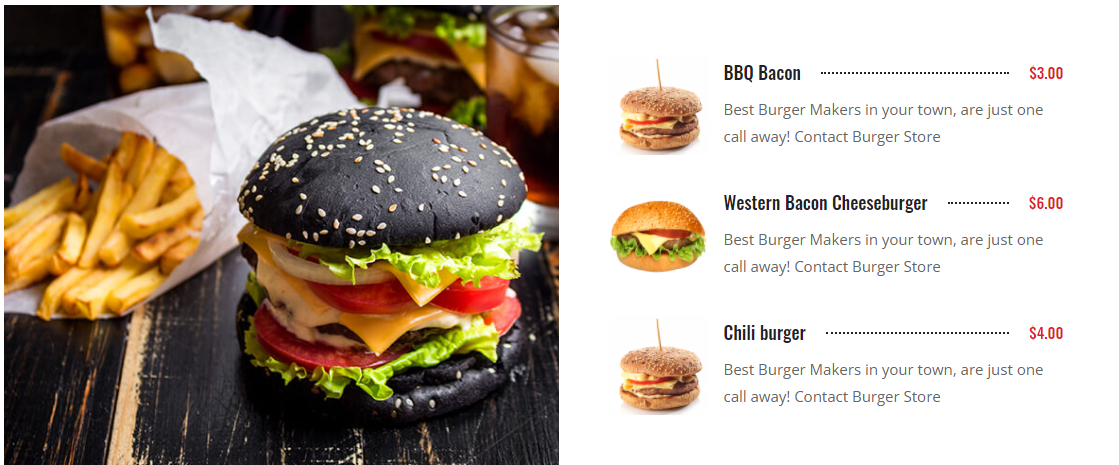 BBQ Bacon $3.00
Best Burger Makers in your town, are just one
call away! Contact Burger Store
Western Bacon Cheeseburger $6.00
Best Burger Makers in your town, are just one
call away! Contact Burger Store
Chili burger $4.00
Best Burger Makers in your town, are just one
call away! Contact Burger Store